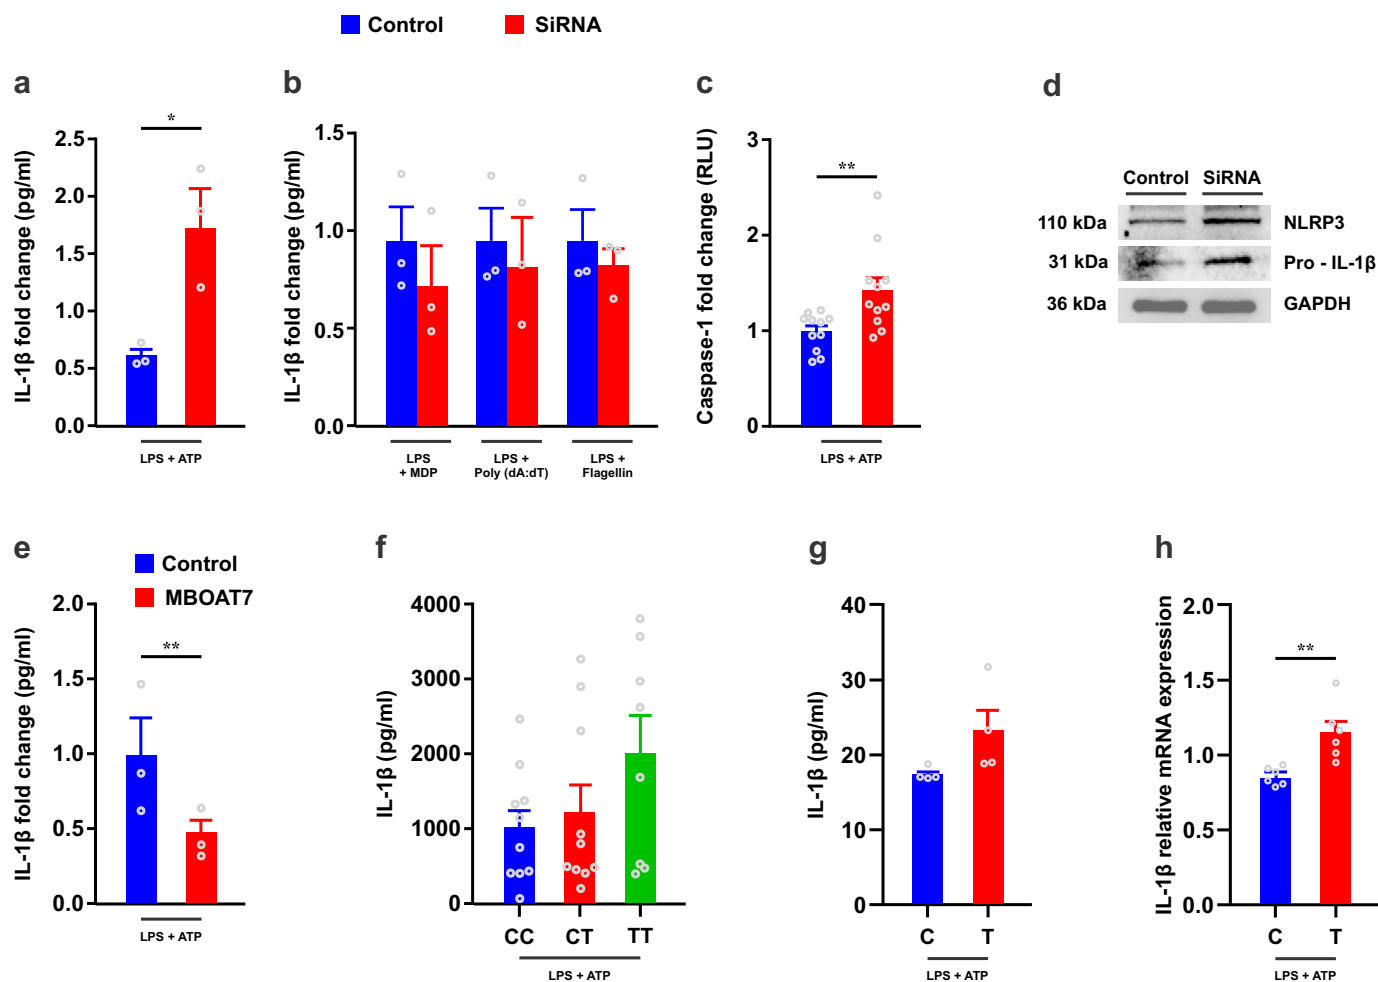 Control SiRNA
a
IL-1β fold change (pg/ml)
2.5
2.0
1.5
1.0
0.5
0.0
*
LPS + ATP
b
IL-1β fold change (pg/ml)
1.5
1.0
0.5
0.0
LPS
+ MDP
LPS +
Poly (dA:dT)
LPS +
Flagellin
c
Caspase-1 fold change (RLU)
3
2
1
0
**
LPS + ATP
d
Control SiRNA
110 kDa NLRP3
31 kDa Pro - IL-1β
36 kDa GAPDH
e
Control
MBOAT7
IL-1β fold change (pg/ml)
2.0
1.5
1.0
0.5
0.0
**
LPS + ATP
f
IL-1β (pg/ml)
4000
3000
2000
1000
0
CC CT TT
LPS + ATP
g
IL-1β (pg/ml)
40
30
20
10
0
C T
LPS + ATP
h
IL-1β relative mRNA expression
2.0
1.5
1.0
0.5
0.0
**
C T
LPS + ATP